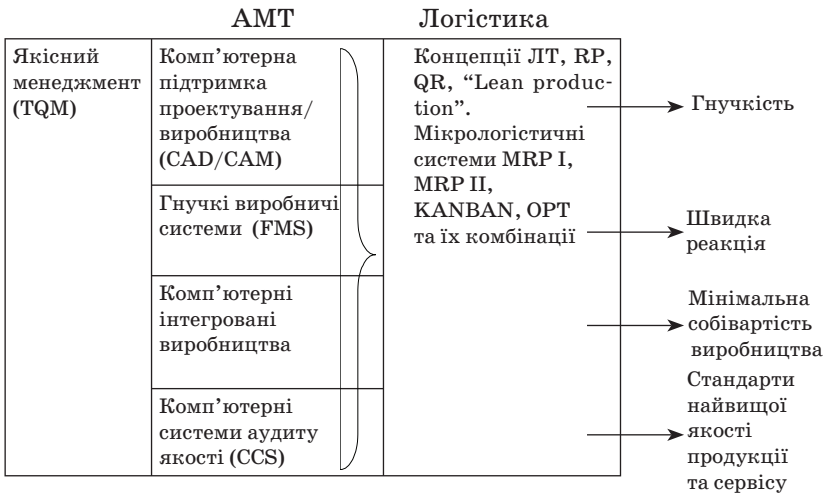 АМТ
Логістика
Якісний
менеджмент
(TQM)
Комп’ютерна
підтримка
проектування/
виробництва
(CAD/CAM)
Гнучкі виробничі
системи (FMS)
Комп’ютерні
інтегровані
виробництва
Комп’ютерні
системи аудиту
якості (CCS)
Концепції ЛТ, RP,
QR, “Lean produc-
tion”.
Мікрологістичні
системи MRP I,
MRP II,
KANBAN, OPT
та їх комбінації
Гнучкість
Швидка
реакція
Мінімальна
собівартість
виробництва
Стандарти
найвищої
якості
продукції
та сервісу